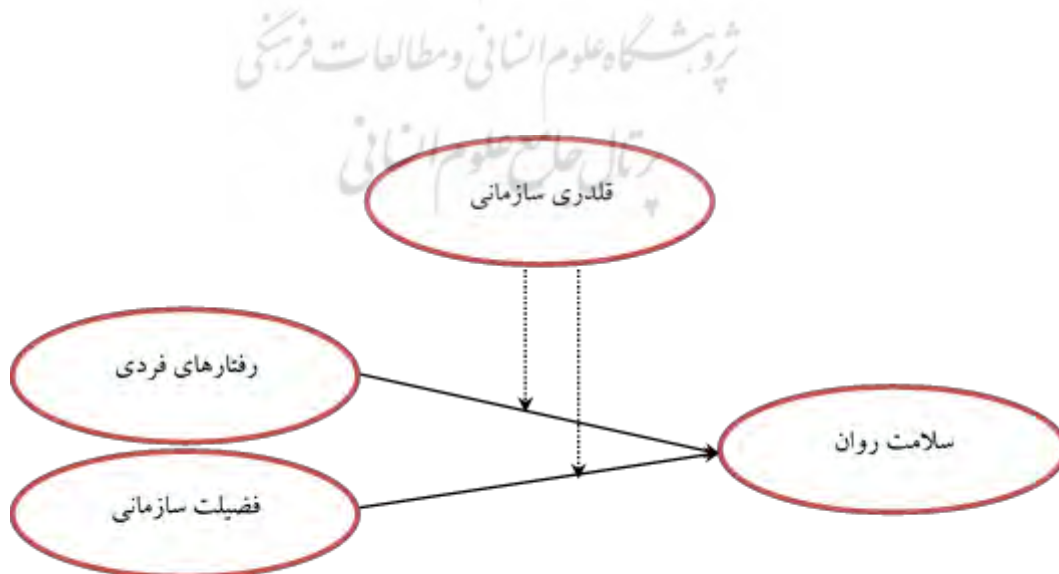 پژوهشگاه علوم انسانی و مطالعات فرهنگی
پرتال جامع علوم انسانی
قلدری سازمانی
رفتارهای فردی
سلامت روان
فضیلت سازمانی